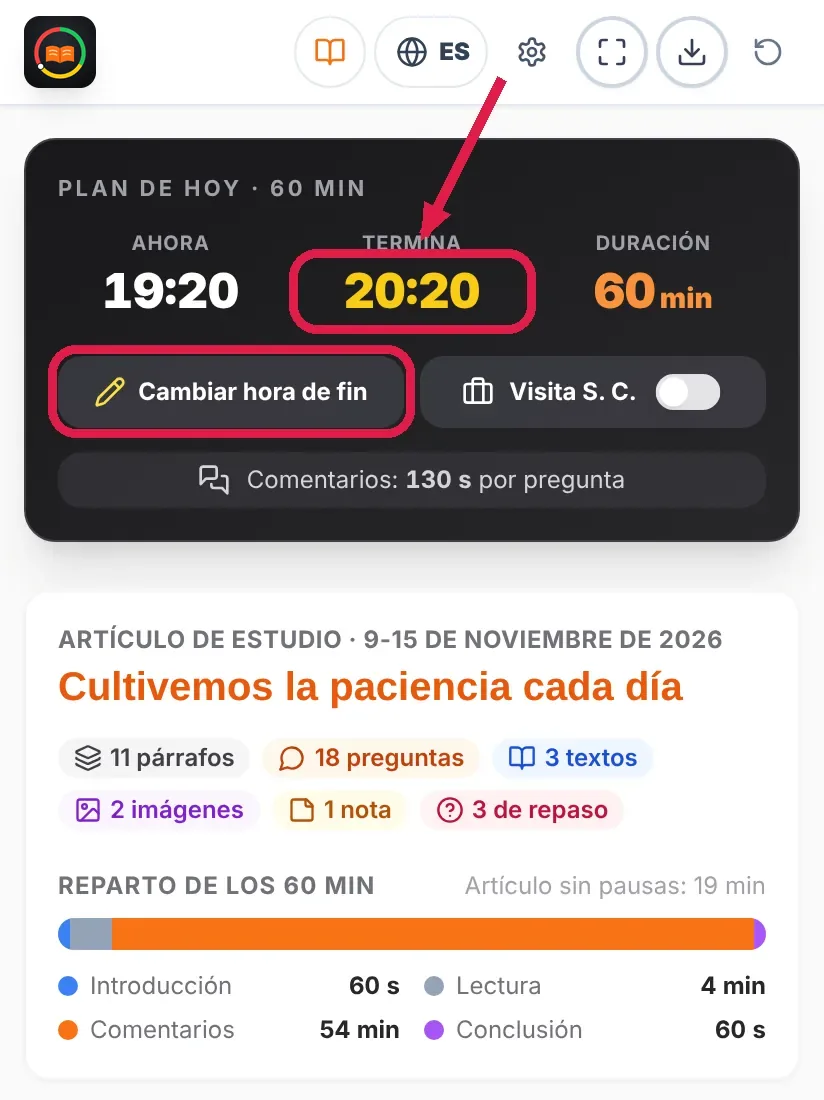 ES
PLAN DE HOY · 60 MIN
AHORA TERMINA DURACIÓN
19:20 20:20 60 min
Cambiar hora de fin Visita S. C.
Comentarios: 130 s por pregunta
ARTÍCULO DE ESTUDIO · 9-15 DE NOVIEMBRE DE 2026
Cultivemos la paciencia cada día
11 párrafos 18 preguntas 3 textos
2 imágenes 1 nota 3 de repaso
REPARTO DE LOS 60 MIN Artículo sin pausas: 19 min
Introducción 60 s Lectura 4 min
Comentarios 54 min Conclusión 60 s